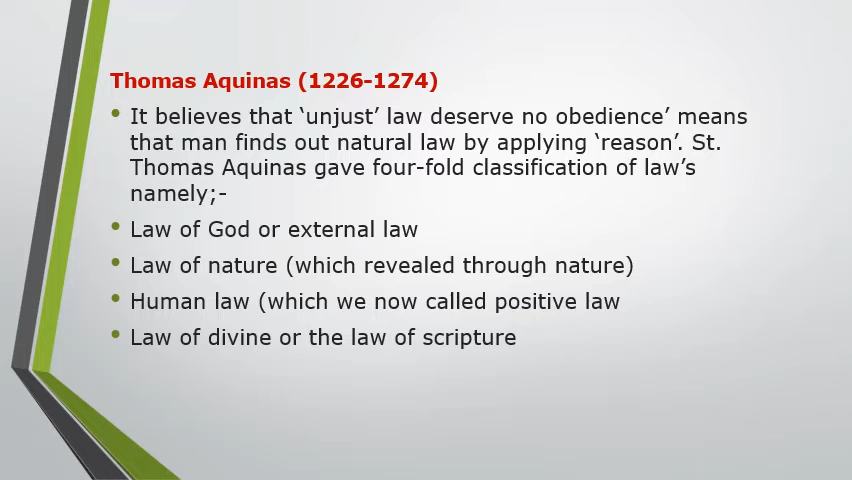 Thomas Aquinas (1226-1274)
• It believes that ‘unjust’ law deserve no obedience’ means
that man finds out natural law by applying ‘reason’. St.
Thomas Aquinas gave four-fold classification of law’s
namely;-
• Law of God or external law
• Law of nature (which revealed through nature)
• Human law (which we now called positive law
• Law of divine or the law of scripture